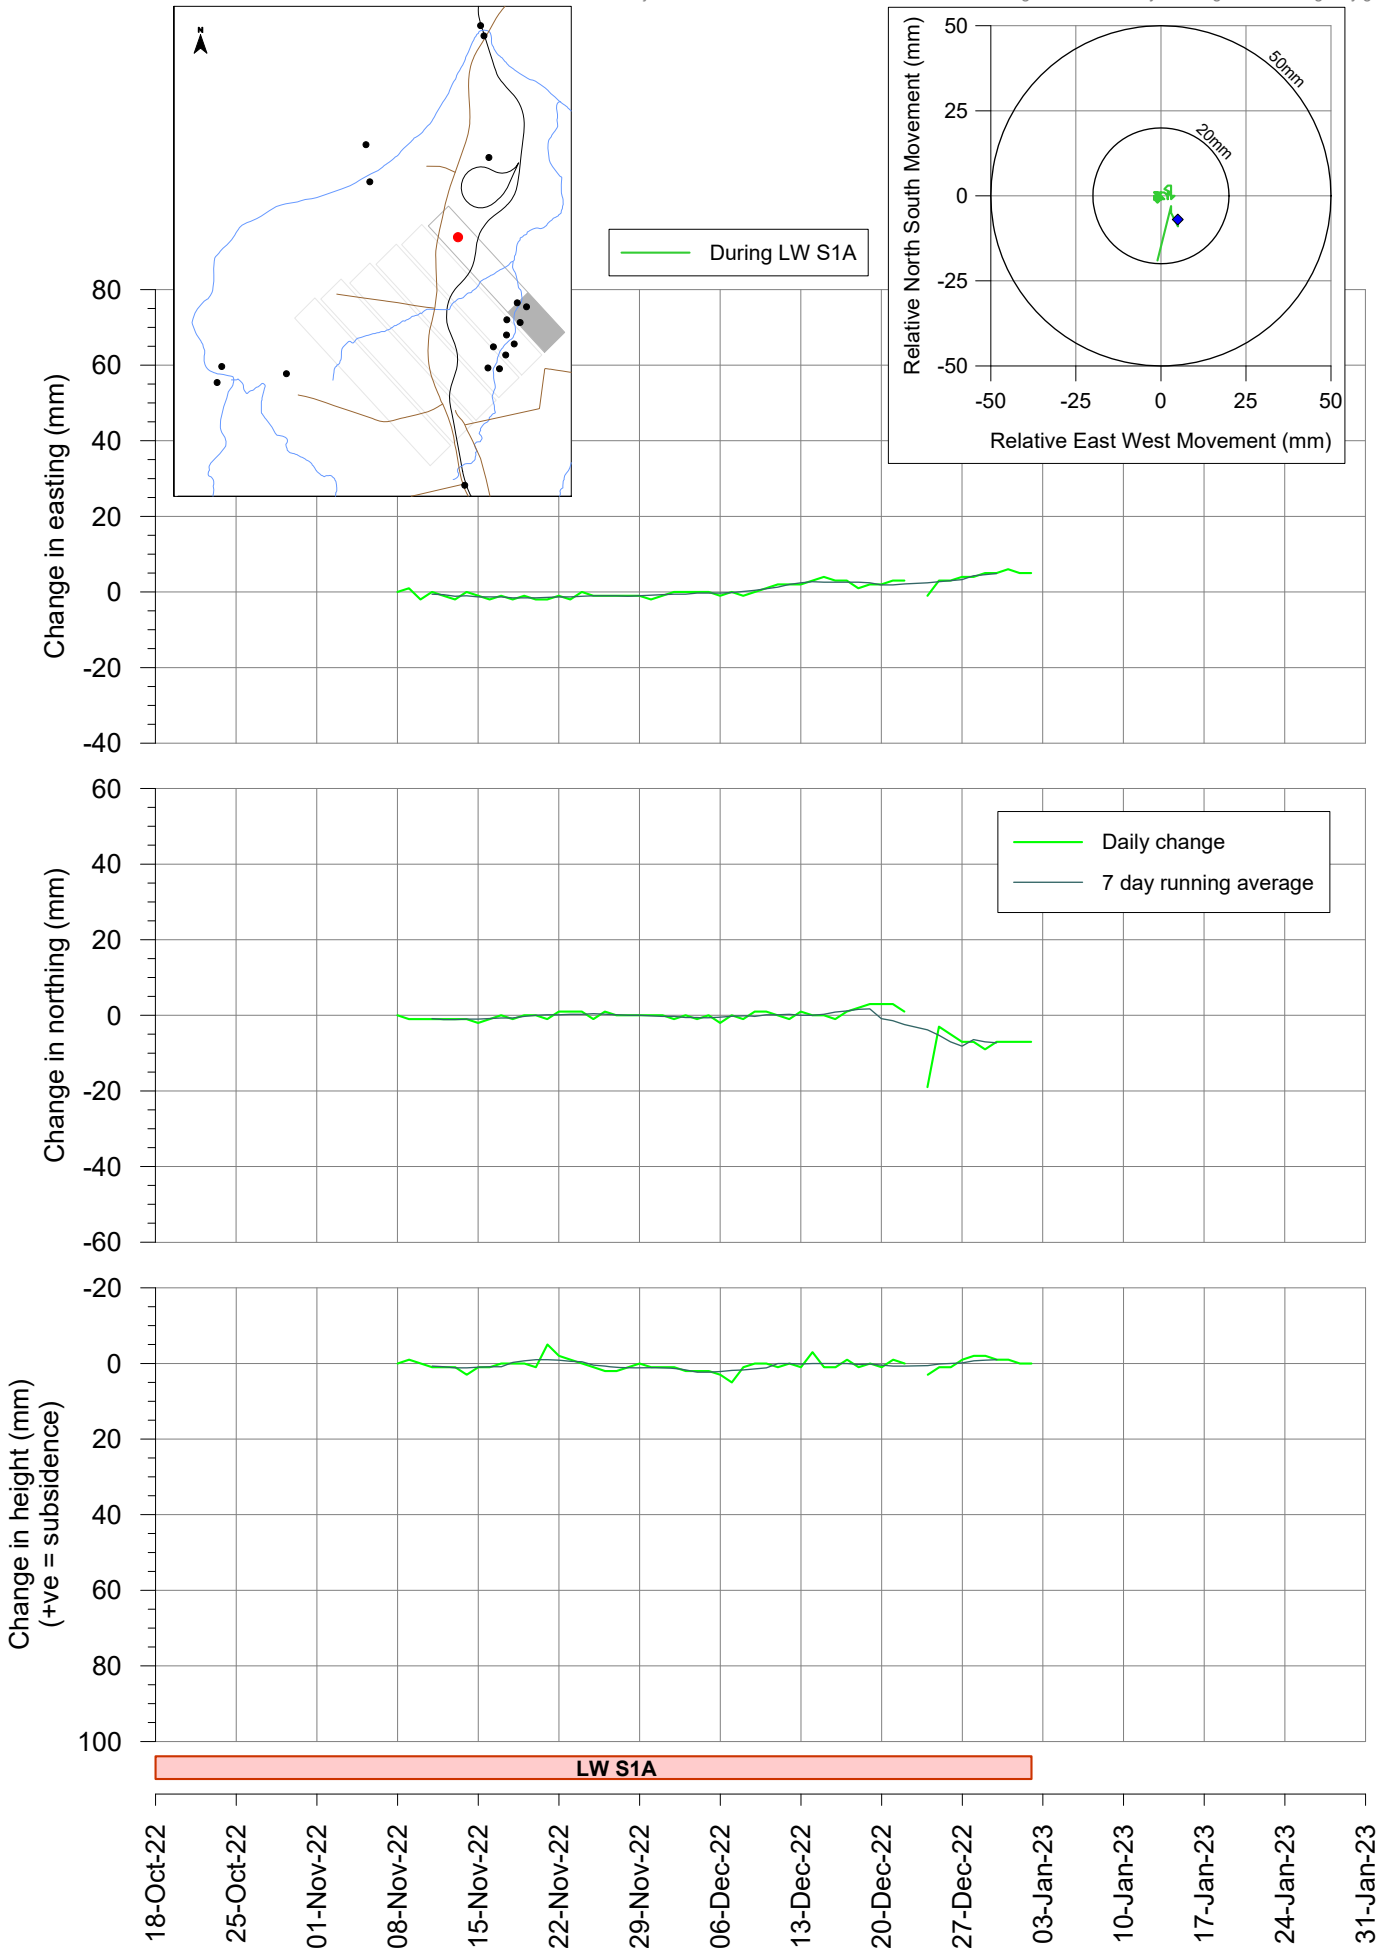 N
50
25
0
-25
-50
Relative North South Movement (mm)
50mm
20mm
-50 -25 0 25 50
Relative East West Movement (mm)
During LW S1A
80
60
40
20
0
-20
-40
Change in easting (mm)
60
40
20
0
-20
-40
-60
Change in northing (mm)
Daily change
7 day running average
-20
0
20
40
60
80
100
Change in height (mm)
(+ve = subsidence)
LW S1A
18-Oct-22
25-Oct-22
01-Nov-22
08-Nov-22
15-Nov-22
22-Nov-22
29-Nov-22
06-Dec-22
13-Dec-22
20-Dec-22
27-Dec-22
03-Jan-23
10-Jan-23
17-Jan-23
24-Jan-23
31-Jan-23